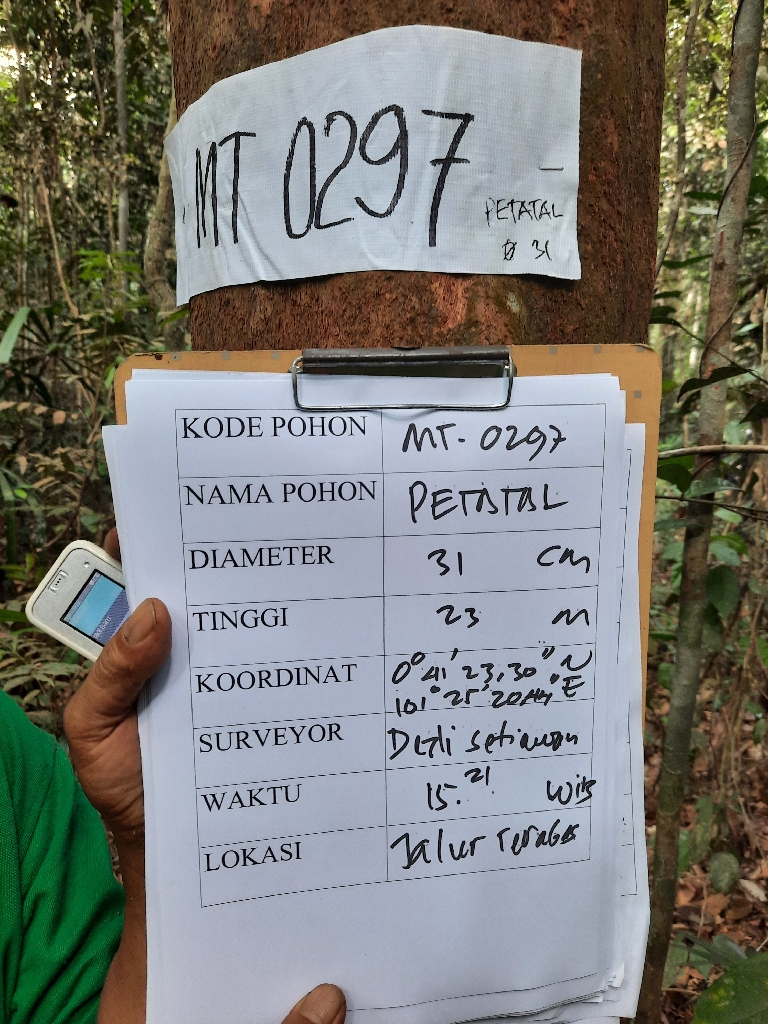 MT 0297
PETATAL
Ø 31
KODE POHON MT- 0297
NAMA POHON PETATAL
DIAMETER 31 cm
TINGGI 23 m
KOORDINAT 0° 41' 23,30" N
101° 25' 20,44" E
SURVEYOR Dedi setiawan
WAKTU 15.21 Wib
LOKASI Jalur